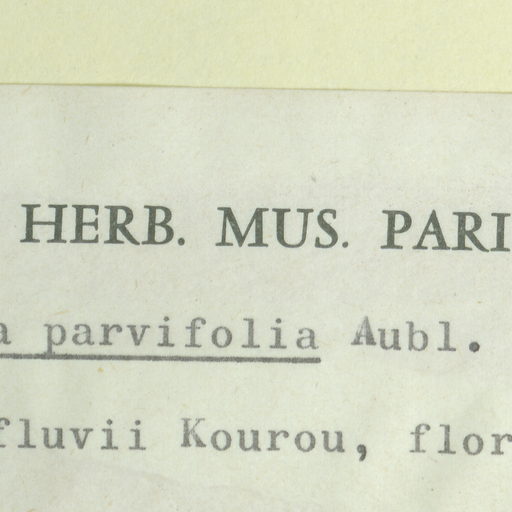 HERB. MUS. PARI
a parvifolia Aubl.
fluvii Kourou, flor